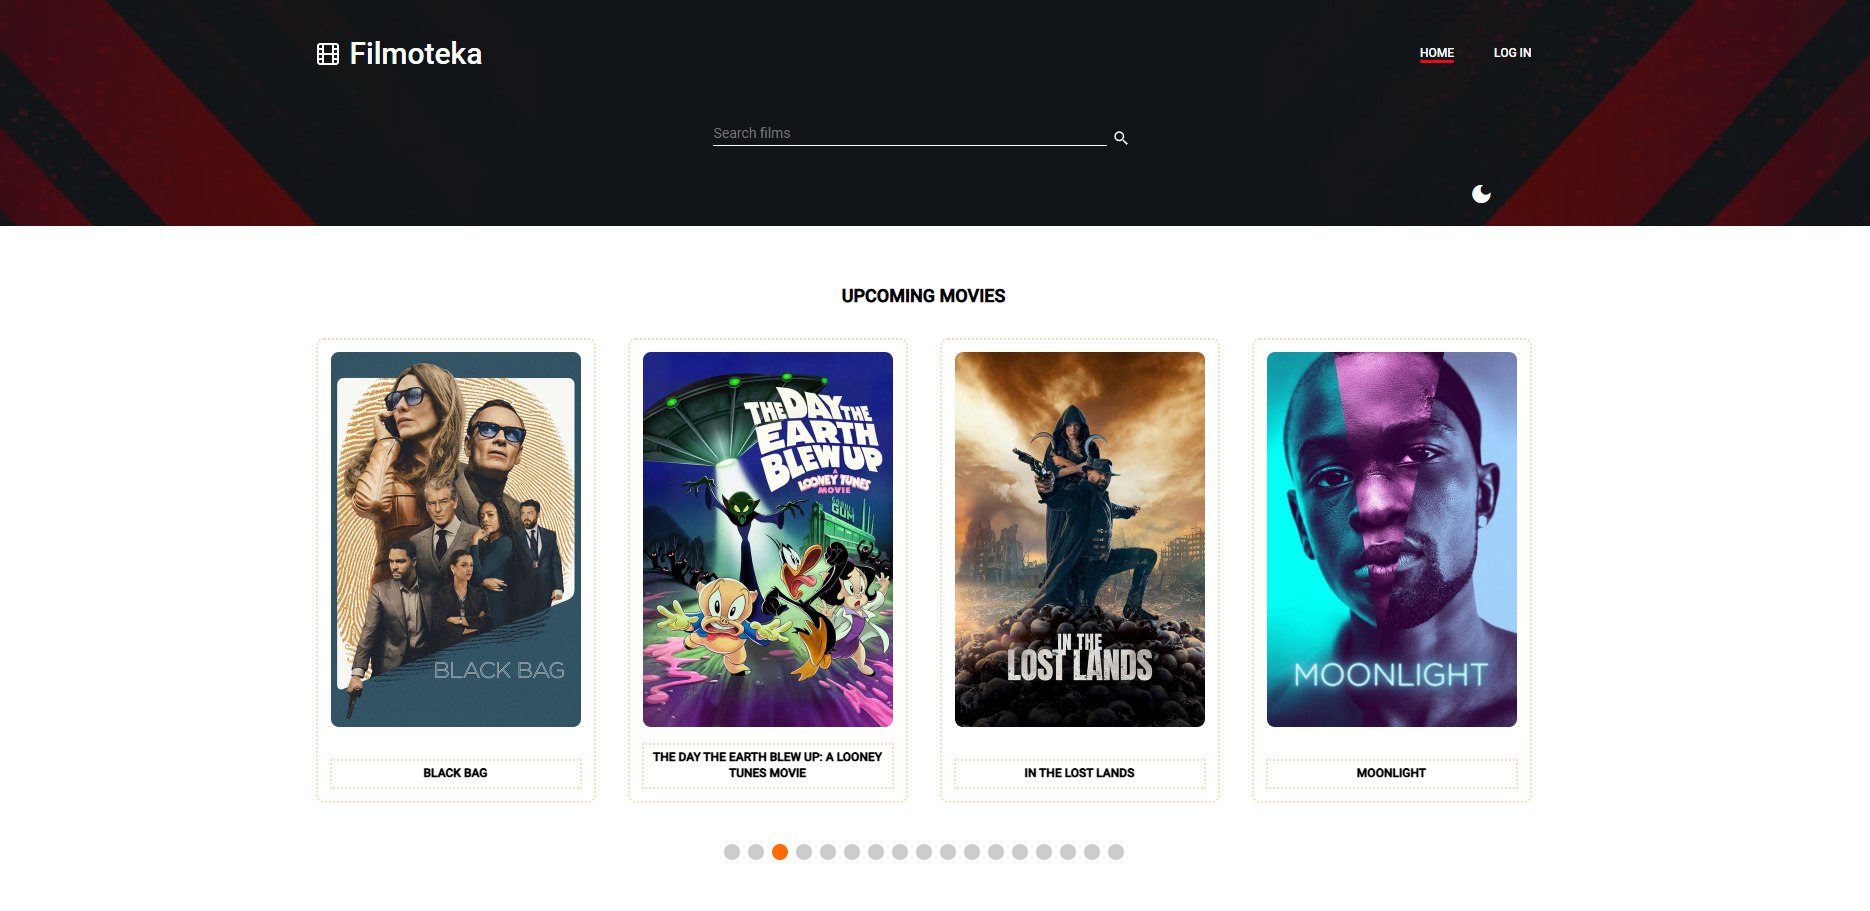 Filmoteka
HOME
LOG IN
Search films
UPCOMING MOVIES
BLACK BAG
THE DAY THE
EARTH
BLEW UP
A
LOONEY TUNES
MOVIE
GUM
IN THE
LOST LANDS
MOONLIGHT
BLACK BAG
THE DAY THE EARTH BLEW UP: A LOONEY
TUNES MOVIE
IN THE LOST LANDS
MOONLIGHT